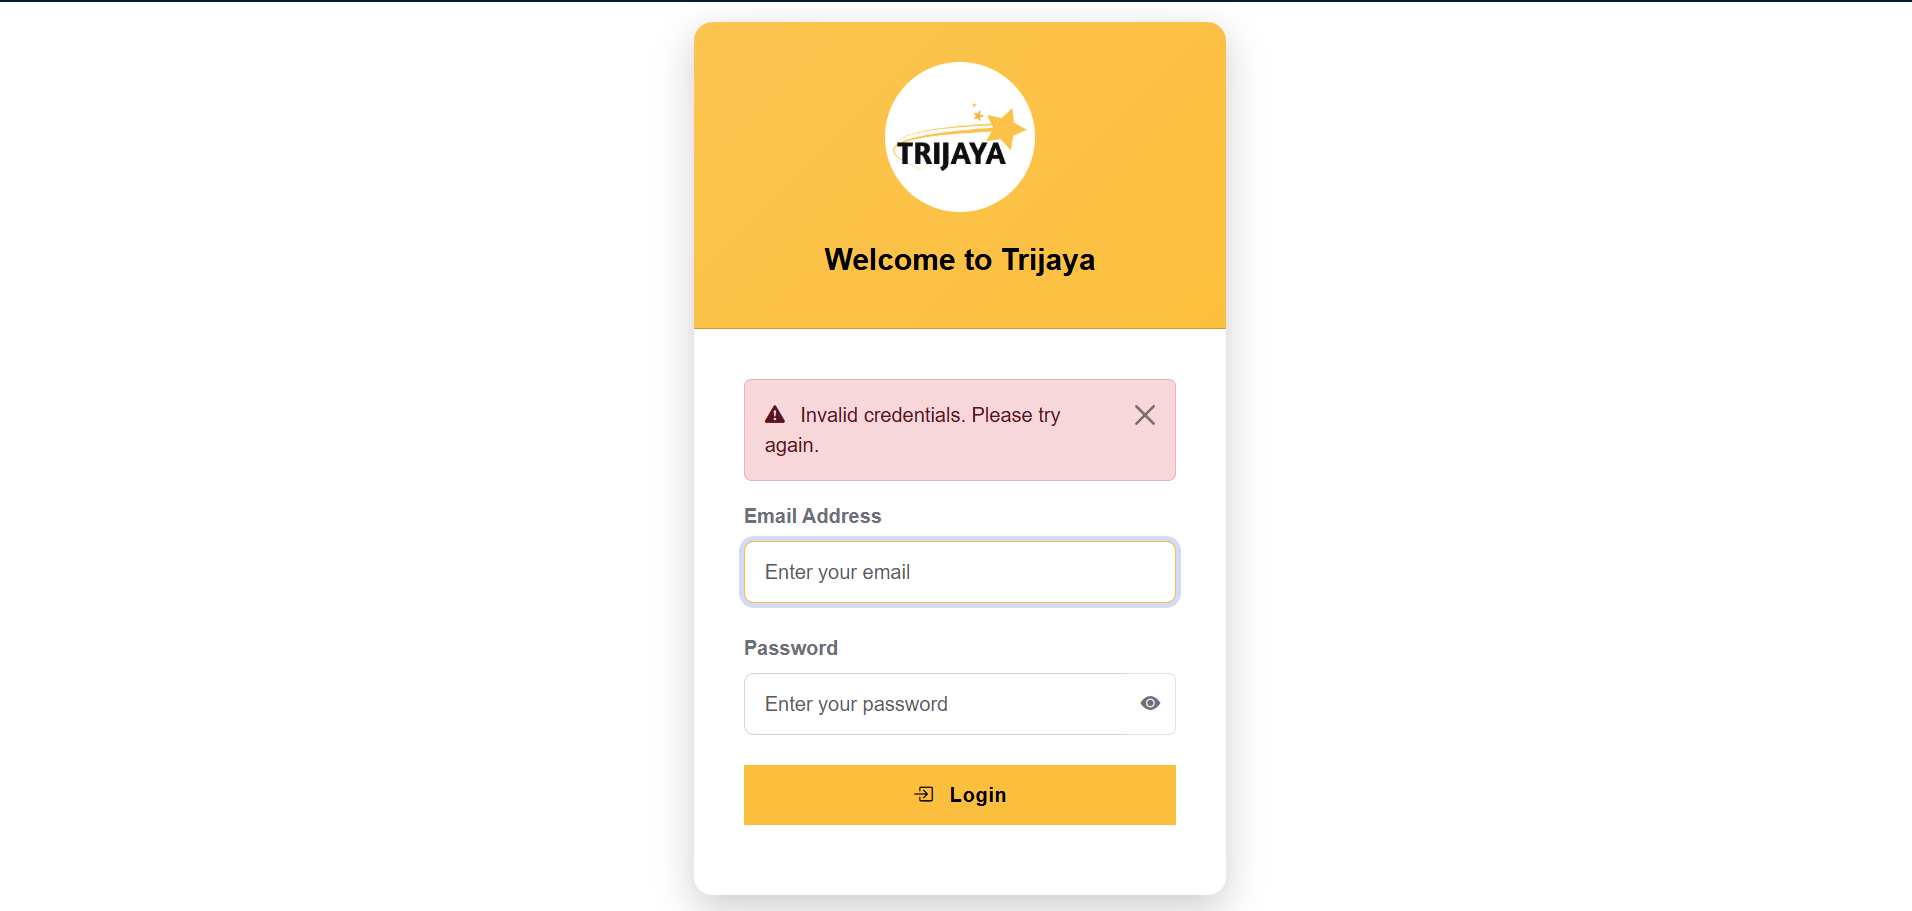 TRIJAYA
Welcome to Trijaya
Invalid credentials. Please try
again.
Email Address
Enter your email
Password
Enter your password
Login